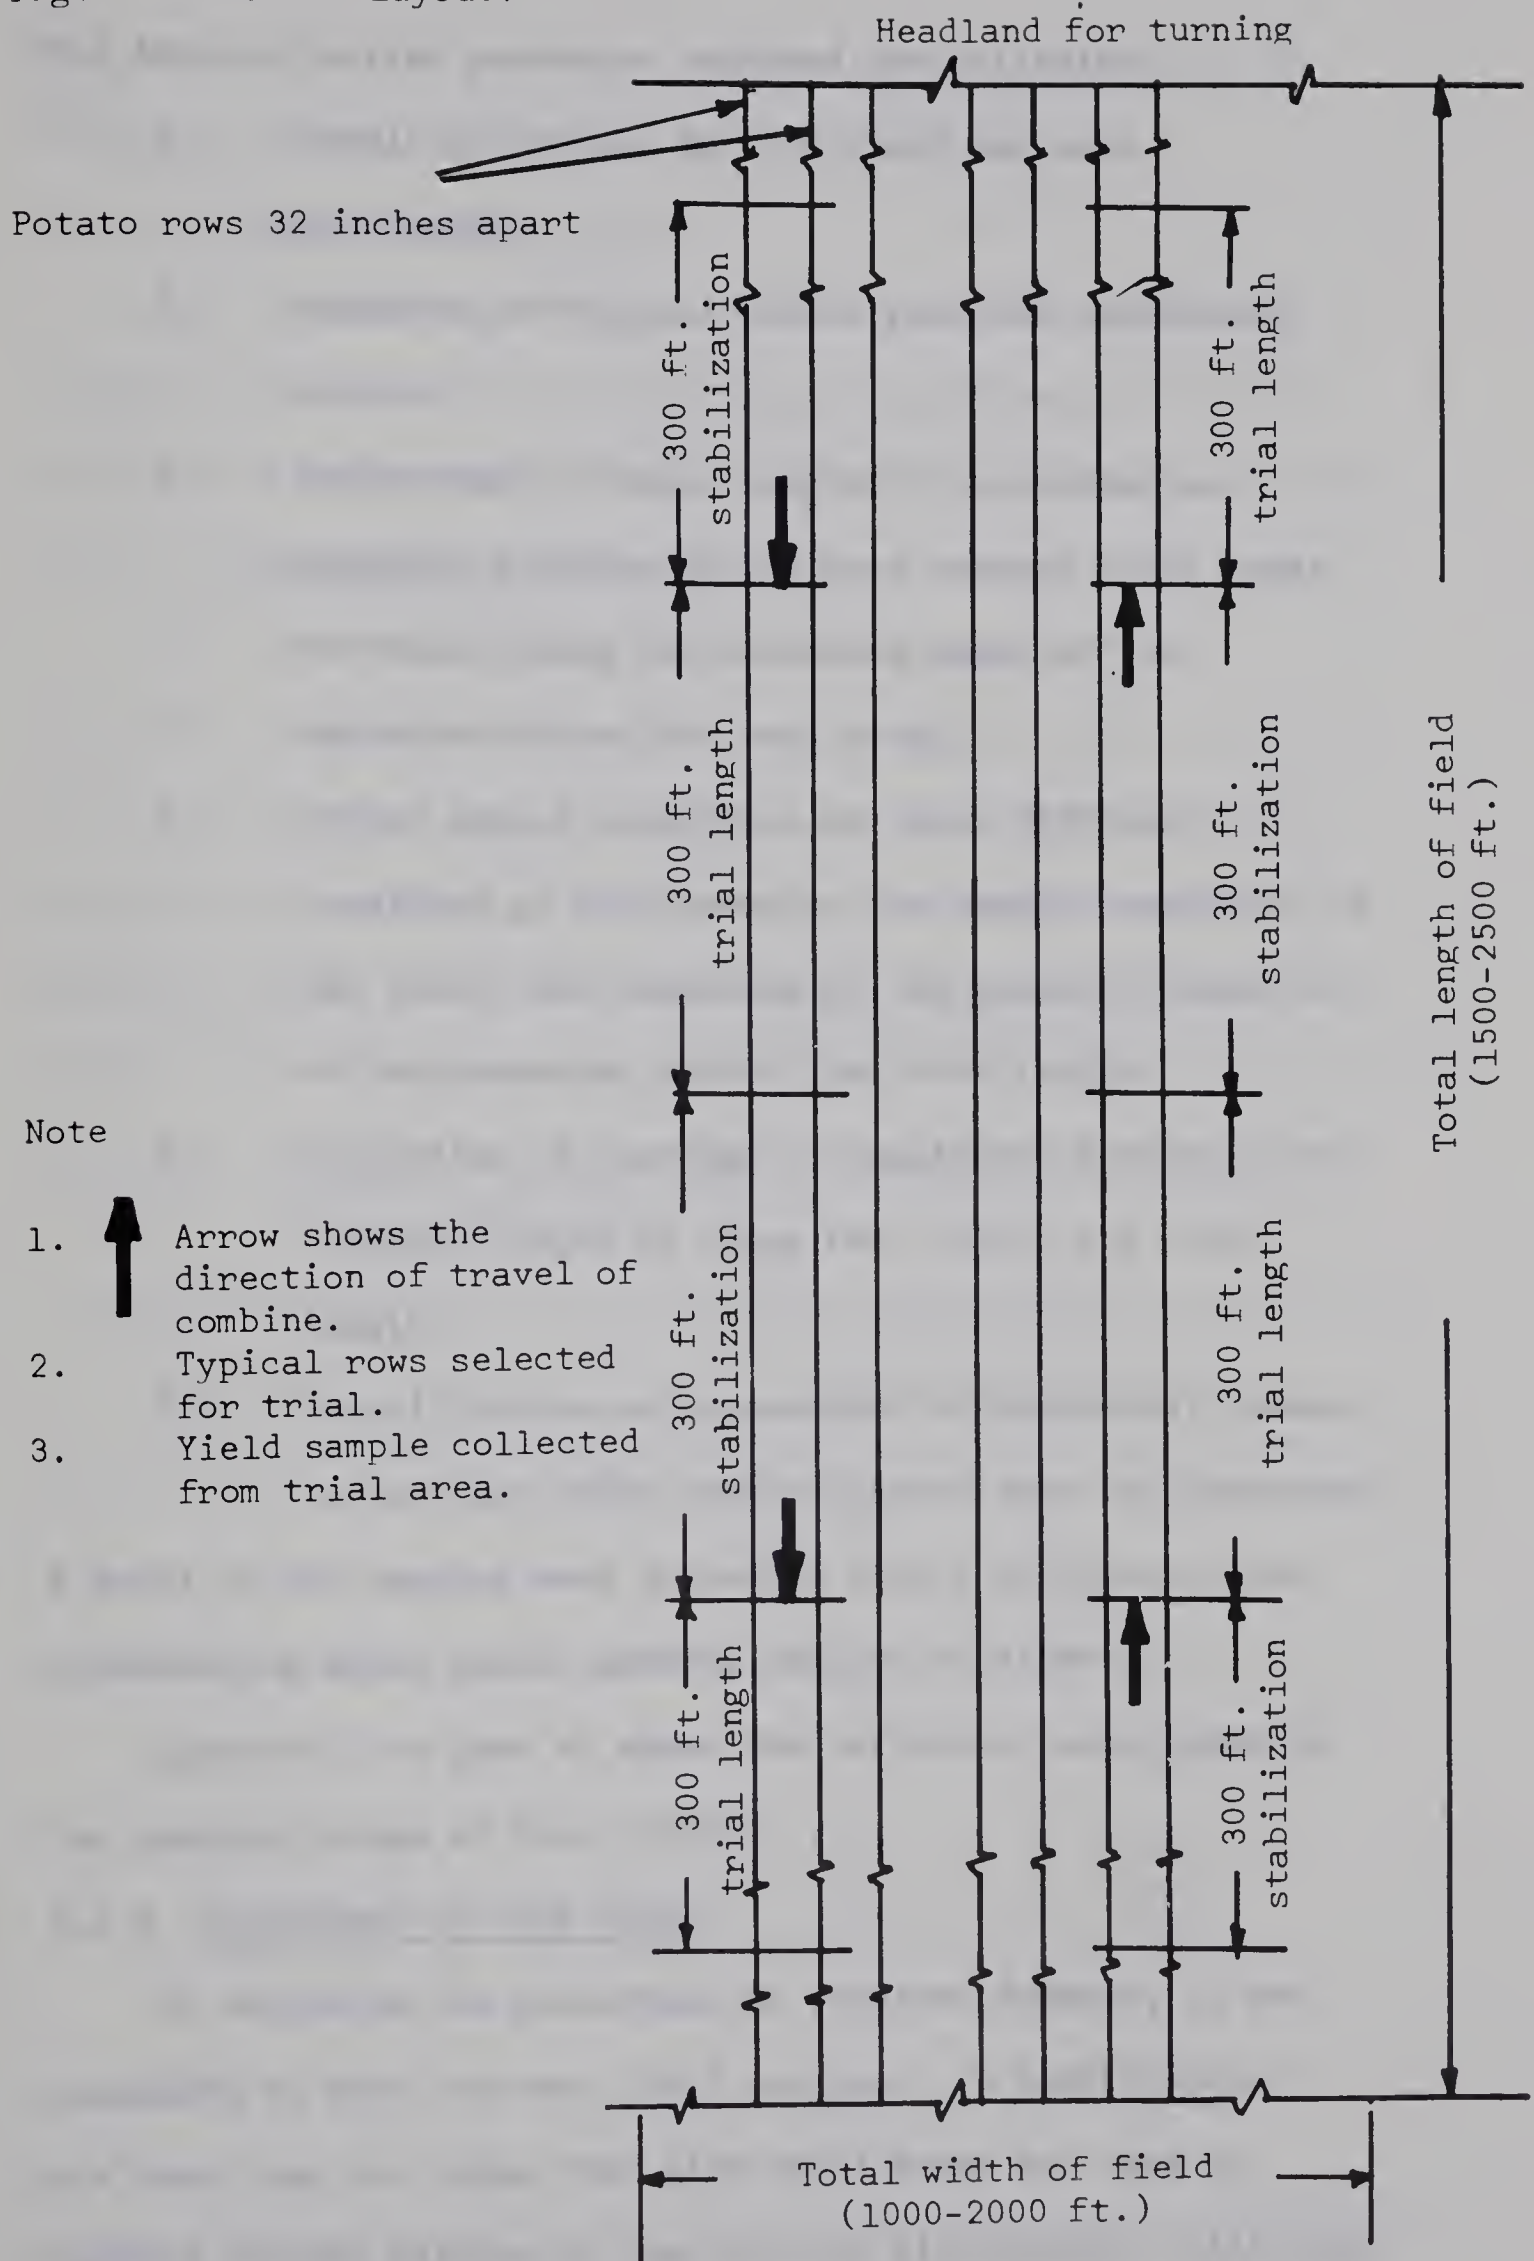 Headland for turning
Potato rows 32 inches apart
300 ft.
stabilization
300 ft.
trial length
300 ft.
trial length
300 ft.
stabilization
Total length of field
(1500-2500 ft.)
Note
1. Arrow shows the
direction of travel of
combine.
2. Typical rows selected
for trial.
3. Yield sample collected
from trial area.
300 ft.
stabilization
300 ft.
trial length
300 ft.
trial length
300 ft.
stabilization
Total width of field
(1000-2000 ft.)